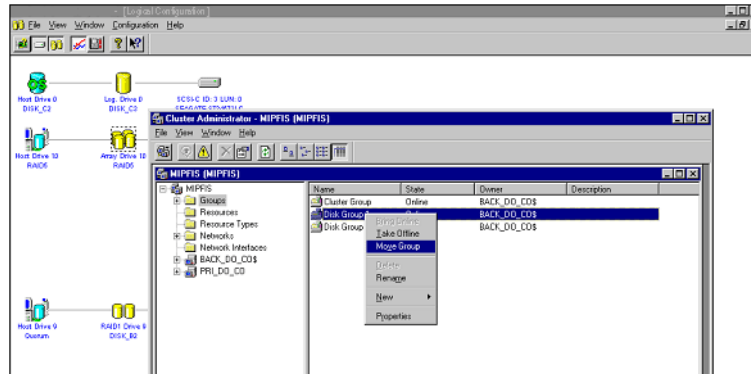 - [Logical Configuration]
File View Window Configuration Help
Host Drive 0
DISK_C2
Log. Drive 0
DISK_C2
SCSI-C ID: 3 LUN: 0
Host Drive 10
RAID5
Array Drive 10
RAID5
Host Drive 9
Quorum
RAID1 Drive 9
DISK_B2
Cluster Administrator - MIPFIS (MIPFIS)
File View Window Help
MIPFIS (MIPFIS)
MIPFIS
Groups
Resources
Resource Types
Networks
Network Interfaces
BACK_DO_CO$
PRI_DO_CO
Name State Owner Description
Cluster Group Online BACK_DO_CO$
Disk Group BACK_DO_CO$
Disk Group BACK_DO_CO$
Bring Online
Take Offline
Move Group
Delete
Rename
New
Properties